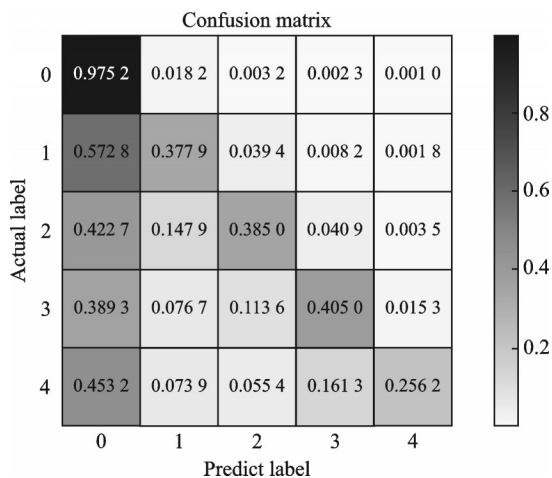 Confusion matrix
0 0.975 2 0.018 2 0.003 2 0.002 3 0.001 0
1 0.572 8 0.377 9 0.039 4 0.008 2 0.001 8
2 0.422 7 0.147 9 0.385 0 0.040 9 0.003 5
3 0.389 3 0.076 7 0.113 6 0.405 0 0.015 3
4 0.453 2 0.073 9 0.055 4 0.161 3 0.256 2
0 1 2 3 4
Predict label
Actual label
0.8
0.6
0.4
0.2